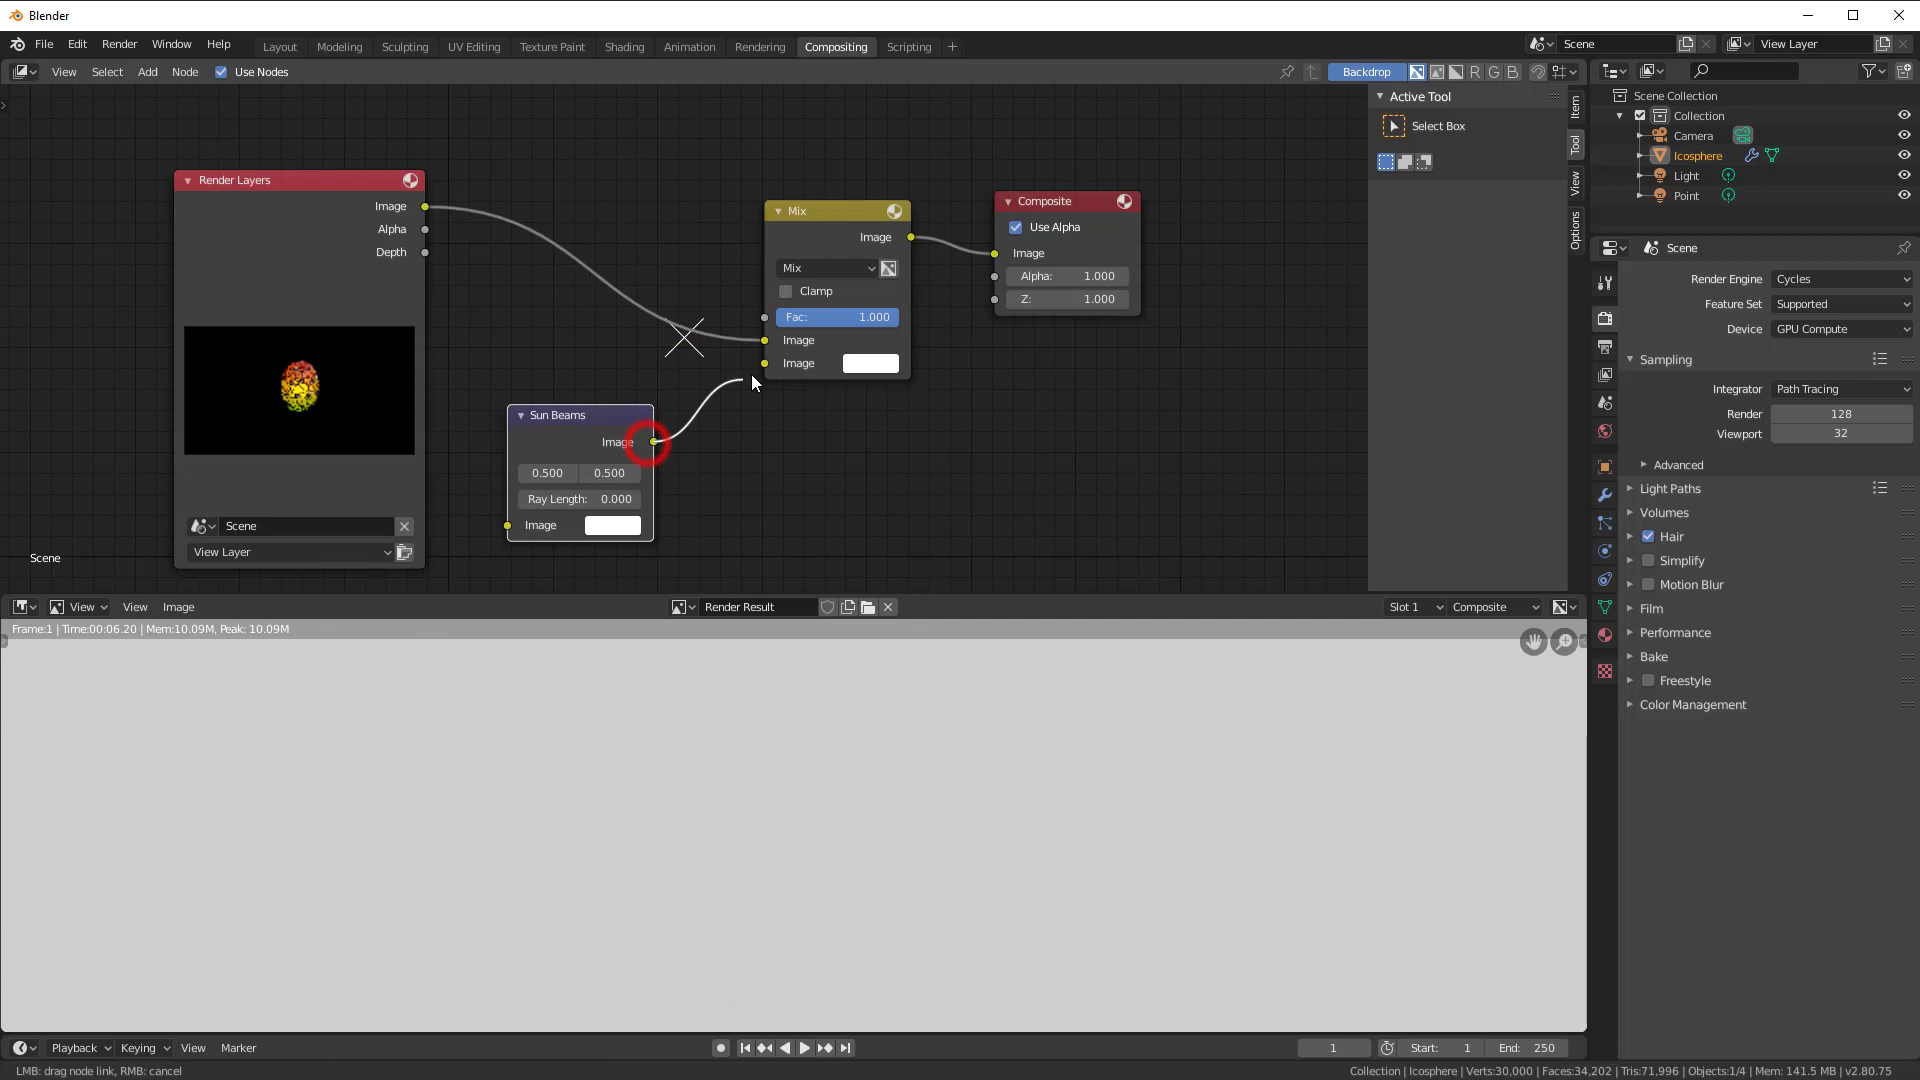 Blender
File Edit Render Window Help
Layout Modeling Sculpting UV Editing Texture Paint Shading Animation Rendering Compositing Scripting +
Scene
View Layer
View Select Add Node Use Nodes
Backdrop R G B
Active Tool
Select Box
Item
Tool
View
Options
Scene Collection
Collection
Camera
Icosphere
Light
Point
Render Layers
Image
Alpha
Depth
Scene
View Layer
Scene
Sun Beams
Image
0.500 0.500
Ray Length: 0.000
Image
Mix
Image
Mix
Clamp
Fac: 1.000
Image
Image
Composite
Use Alpha
Image
Alpha: 1.000
Z: 1.000
Scene
Render Engine Cycles
Feature Set Supported
Device GPU Compute
Sampling
Integrator Path Tracing
Render 128
Viewport 32
Advanced
Light Paths
Volumes
Hair
Simplify
Motion Blur
Film
Performance
Bake
Freestyle
Color Management
View View Image Render Result Slot 1 Composite
Frame:1 | Time:00:06.20 | Mem:10.09M, Peak: 10.09M
Playback Keying View Marker 1 Start: 1 End: 250
LMB: drag node link, RMB: cancel
Collection | Icosphere | Verts:30,000 | Faces:34,202 | Tris:71,996 | Objects:1/4 | Mem: 141.5 MB | v2.80.75